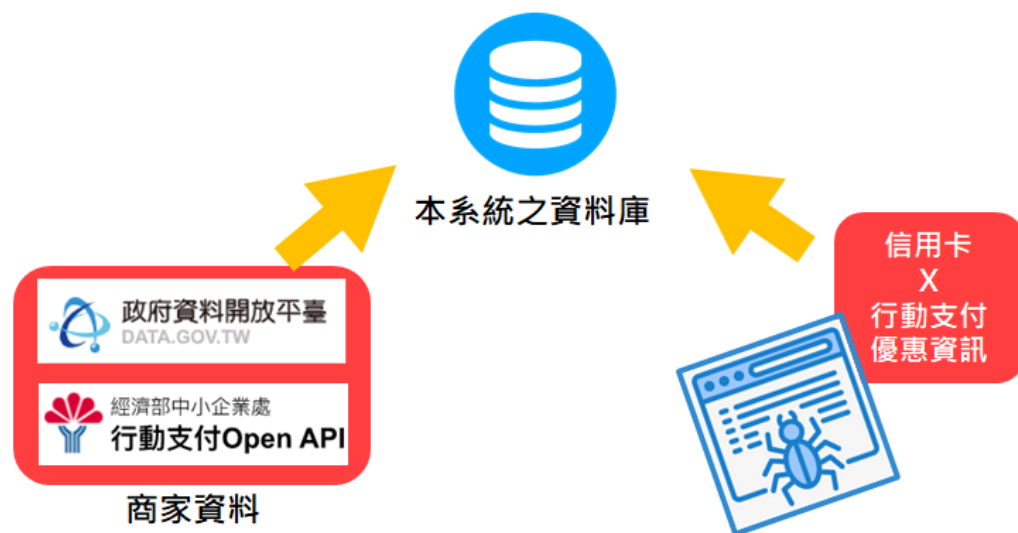 本系統之資料庫
政府資料開放平臺
DATA.GOV.TW
經濟部中小企業處
行動支付Open API
商家資料
信用卡
X
行動支付
優惠資訊